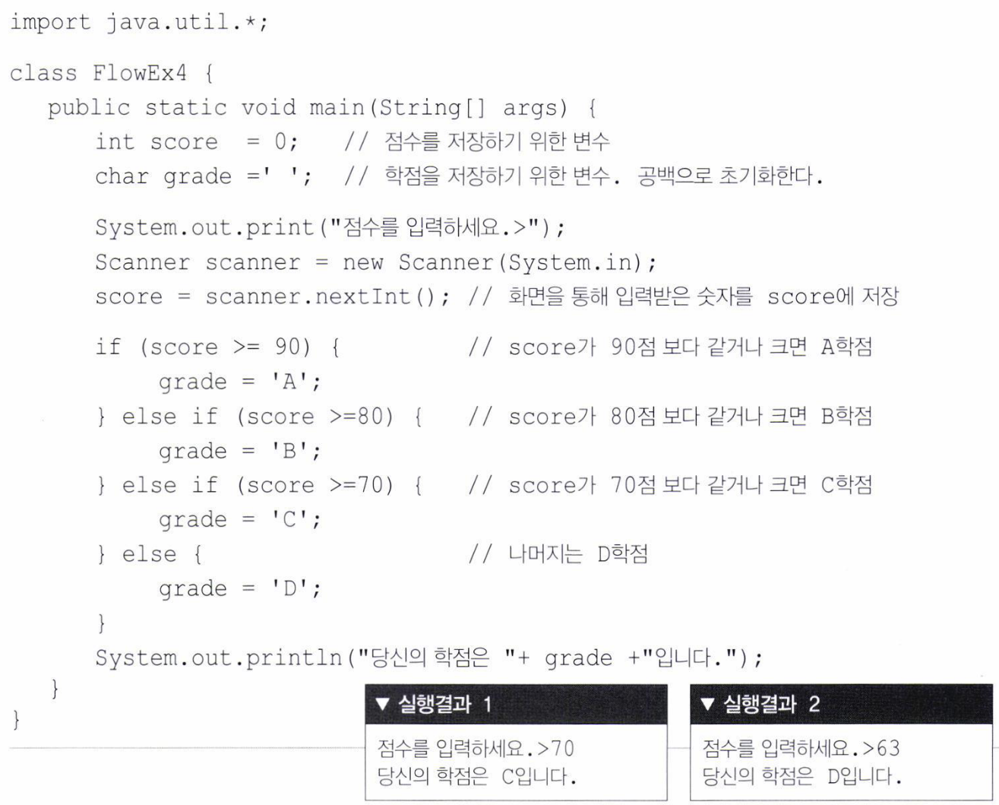 import java.util.*;
class FlowEx4 {
public static void main(String[] args) {
int score = 0; // 점수를 저장하기 위한 변수
char grade =' '; // 학점을 저장하기 위한 변수. 공백으로 초기화한다.
System.out.print("점수를 입력하세요.>");
Scanner scanner = new Scanner(System.in);
score = scanner.nextInt(); // 화면을 통해 입력받은 숫자를 score에 저장
if (score >= 90) { // score가 90점 보다 같거나 크면 A학점
grade = 'A';
} else if (score >=80) { // score가 80점 보다 같거나 크면 B학점
grade = 'B';
} else if (score >=70) { // score가 70점 보다 같거나 크면 C학점
grade = 'C';
} else { // 나머지는 D학점
grade = 'D';
}
System.out.println("당신의 학점은 "+ grade +"입니다.");
}
}
▼ 실행결과 1
점수를 입력하세요.>70
당신의 학점은 C입니다.
▼ 실행결과 2
점수를 입력하세요.>63
당신의 학점은 D입니다.